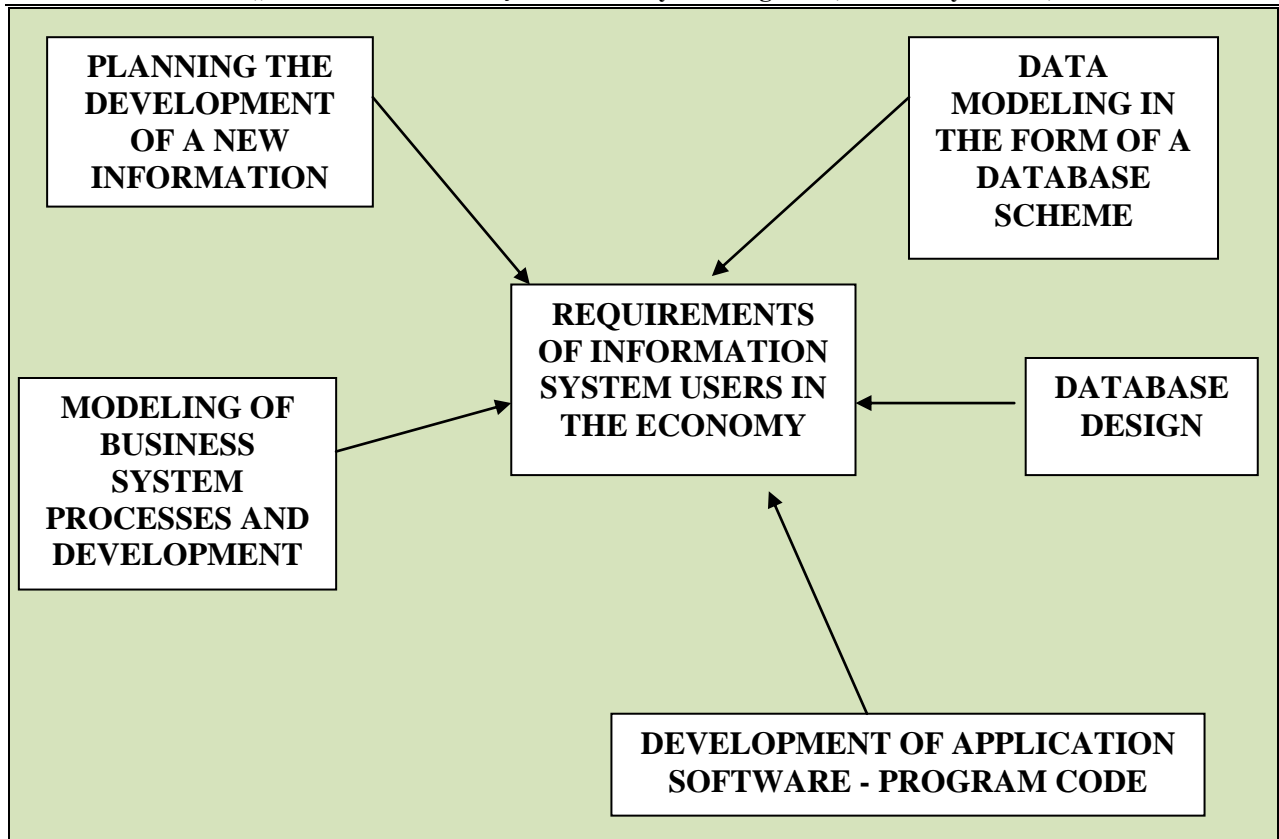 PLANNING THE
DEVELOPMENT
OF A NEW
INFORMATION
DATA
MODELING IN
THE FORM OF A
DATABASE
SCHEME
REQUIREMENTS
OF INFORMATION
SYSTEM USERS IN
THE ECONOMY
MODELING OF
BUSINESS
SYSTEM
PROCESSES AND
DEVELOPMENT
DATABASE
DESIGN
DEVELOPMENT OF APPLICATION
SOFTWARE - PROGRAM CODE